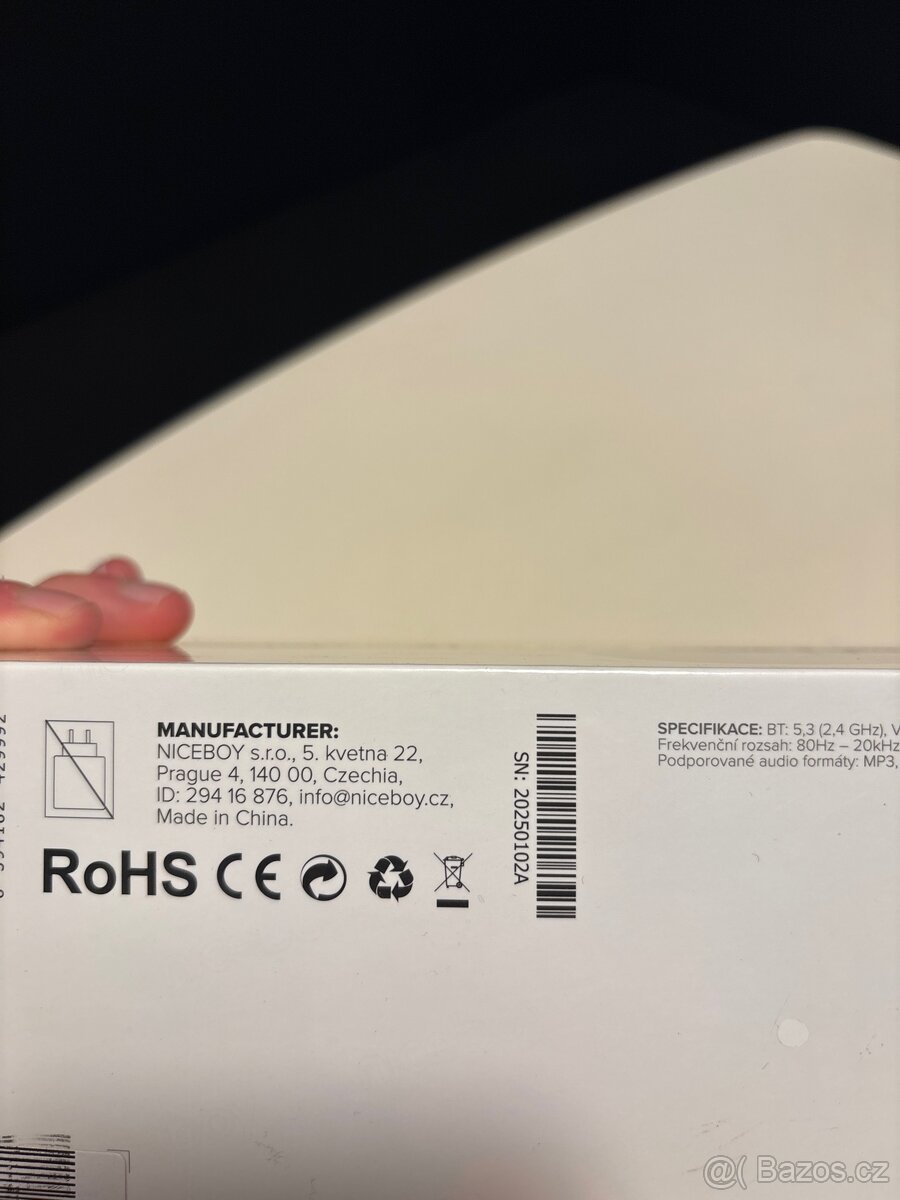 MANUFACTURER:
NICEBOY s.r.o., 5. kvetna 22,
Prague 4, 140 00, Czechia,
ID: 294 16 876, info@niceboy.cz,
Made in China.
RoHS CE
SN: 20250102A
SPECIFIKACE: BT: 5,3 (2,4 GHz), V
Frekvenční rozsah: 80Hz – 20kHz
Podporované audio formáty: MP3,
@( Bazos.cz